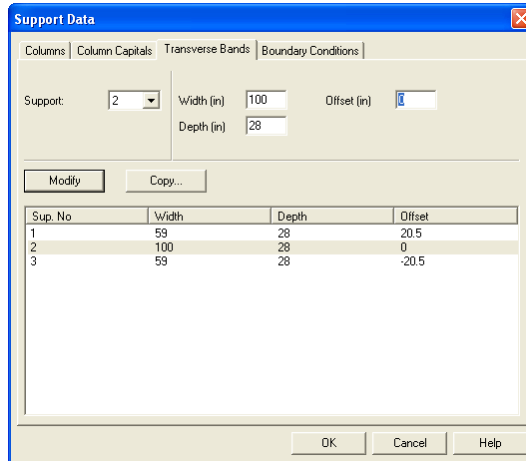 Support Data
Columns Column Capitals Transverse Bands Boundary Conditions
Support: 2 Width (in) 100 Offset (in) 0
Depth (in) 28
Modify Copy...
Sup. No Width Depth Offset
1 59 28 20.5
2 100 28 0
3 59 28 -20.5
OK Cancel Help